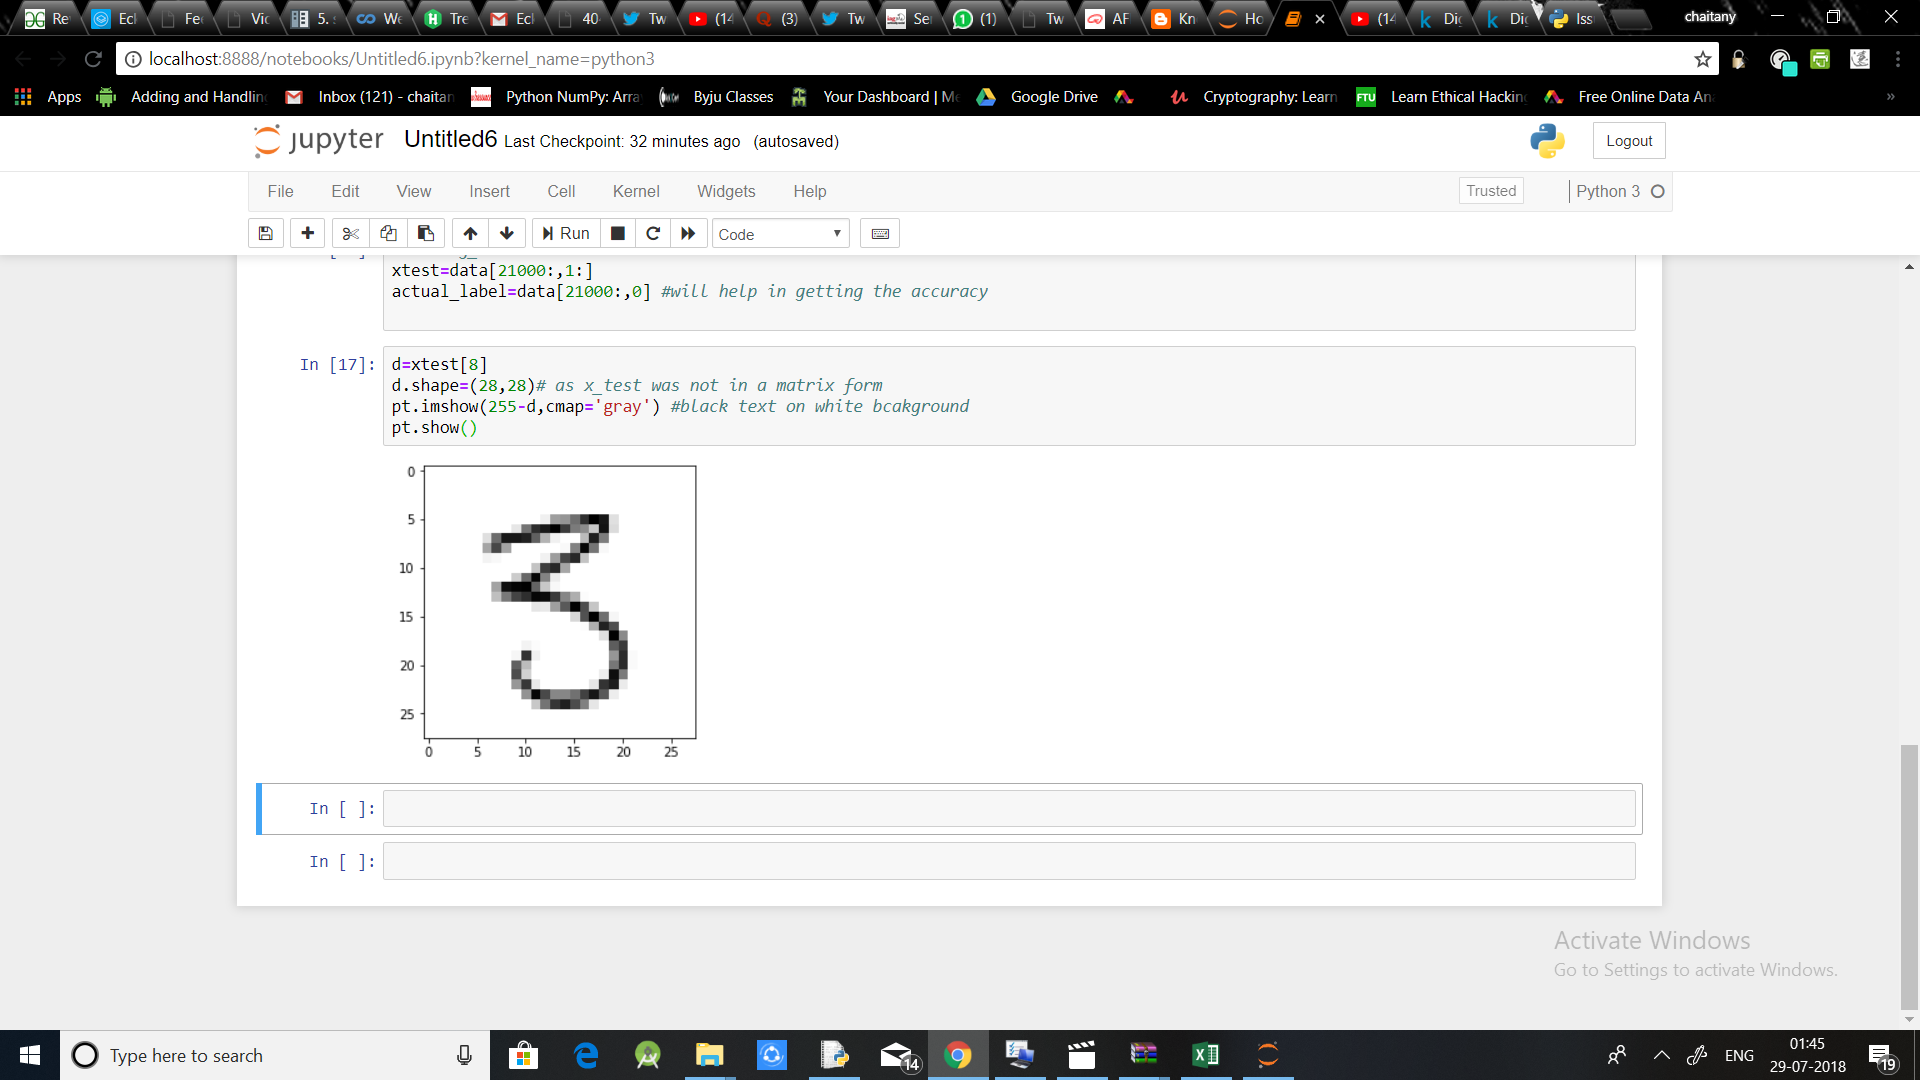 Re
Ecl
Fec
Vic
5. s
We
Tre
Ecl
40
Tw
(14
(3)
Tw
Se
(1)
Tw
AF
Kn
Ho
(14
Di
Di
Iss
chaitany
localhost:8888/notebooks/Untitled6.ipynb?kernel_name=python3
Apps Adding and Handlin Inbox (121) - chaitan Python NumPy: Arra Byju Classes Your Dashboard | Me Google Drive Cryptography: Learn FTU Learn Ethical Hackin Free Online Data An »
jupyter Untitled6 Last Checkpoint: 32 minutes ago (autosaved) Logout
File Edit View Insert Cell Kernel Widgets Help Trusted Python 3
Run Code
xtest=data[21000:,1:]
actual_label=data[21000:,0] #will help in getting the accuracy
In [17]: d=xtest[8]
d.shape=(28,28)# as x_test was not in a matrix form
pt.imshow(255-d,cmap='gray') #black text on white bcakground
pt.show()
0
5
10
15
20
25
0 5 10 15 20 25
3
In [ ]:
In [ ]:
Activate Windows
Go to Settings to activate Windows.
Type here to search 14 ENG 01:45
29-07-2018 19